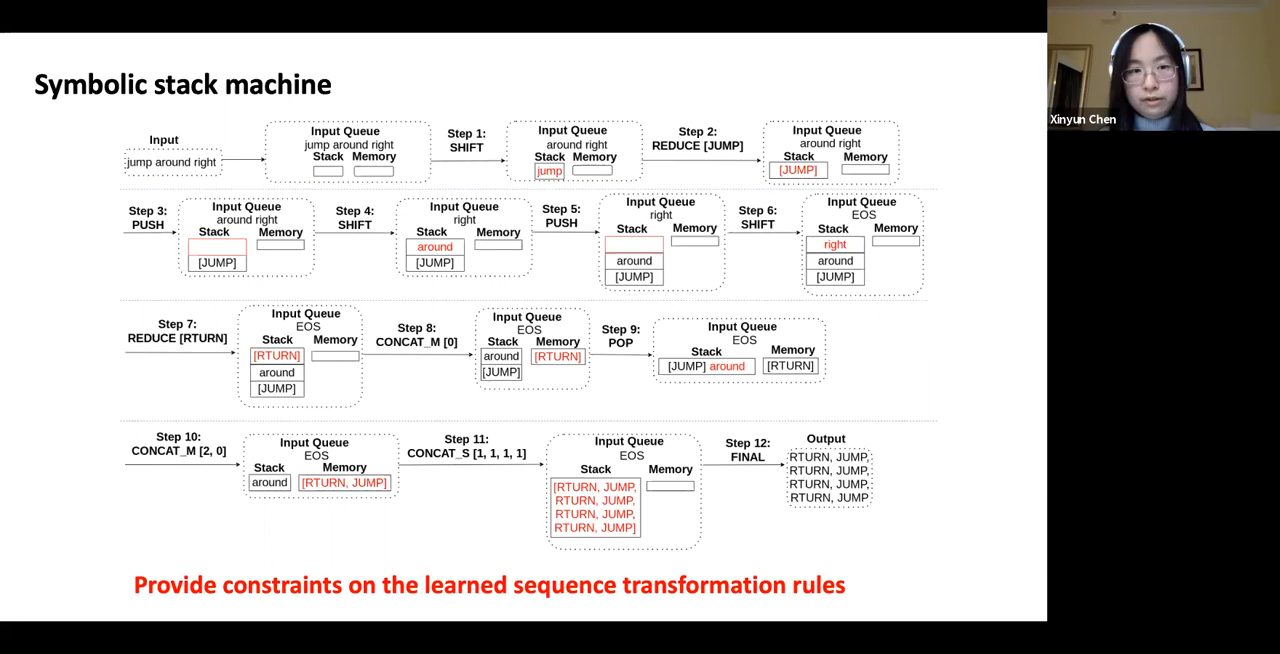 Symbolic stack machine
Xinyun Chen
Input
jump around right
Input Queue
jump around right
Stack Memory
Step 1:
SHIFT
Input Queue
around right
Stack Memory
jump
Step 2:
REDUCE [JUMP]
Input Queue
around right
Stack Memory
[JUMP]
Step 3:
PUSH
Input Queue
around right
Stack Memory
[JUMP]
Step 4:
SHIFT
Input Queue
right
Stack Memory
around
[JUMP]
Step 5:
PUSH
Input Queue
right
Stack Memory
around
[JUMP]
Step 6:
SHIFT
Input Queue
EOS
Stack Memory
right
around
[JUMP]
Step 7:
REDUCE [RTURN]
Input Queue
EOS
Stack Memory
[RTURN]
around
[JUMP]
Step 8:
CONCAT_M [0]
Input Queue
EOS
Stack Memory
around [RTURN]
[JUMP]
Step 9:
POP
Input Queue
EOS
Stack Memory
[JUMP] around [RTURN]
Step 10:
CONCAT_M [2, 0]
Input Queue
EOS
Stack Memory
around [RTURN, JUMP]
Step 11:
CONCAT_S [1, 1, 1, 1]
Input Queue
EOS
Stack Memory
[RTURN, JUMP,
RTURN, JUMP,
RTURN, JUMP,
RTURN, JUMP]
Step 12:
FINAL
Output
RTURN, JUMP,
RTURN, JUMP,
RTURN, JUMP,
RTURN, JUMP
Provide constraints on the learned sequence transformation rules